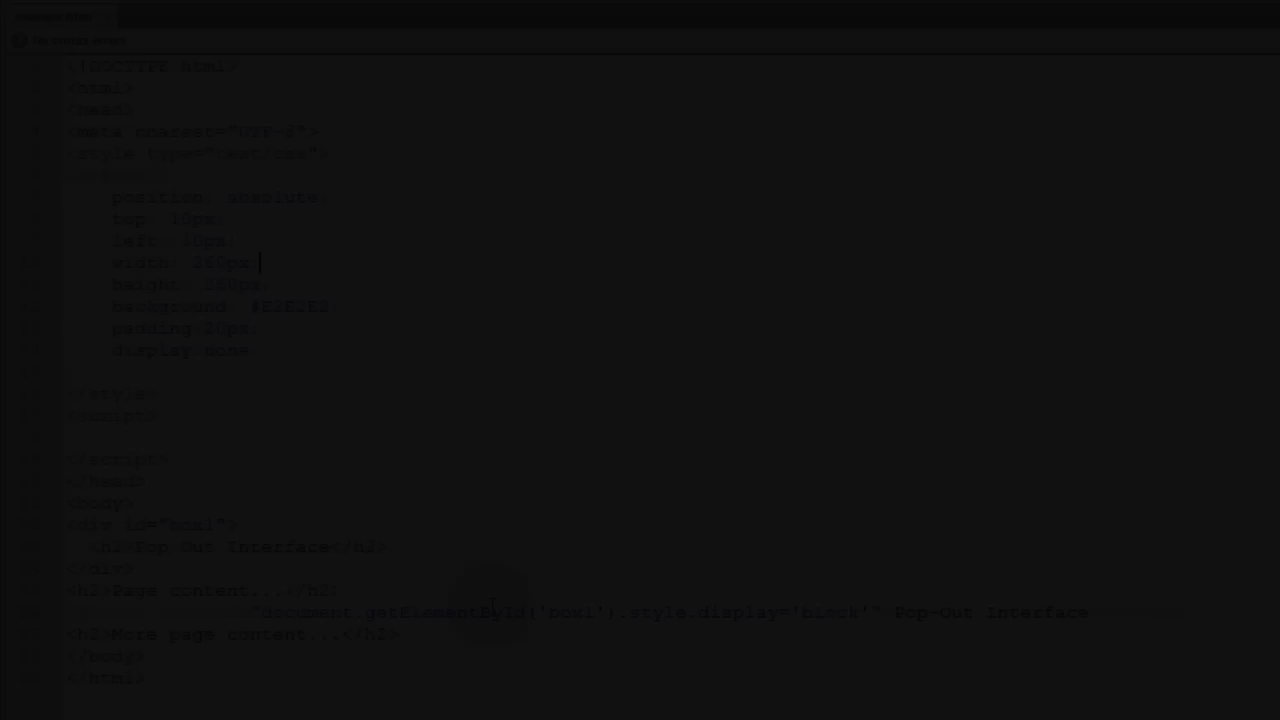 <!DOCTYPE html>
<html>
<head>
<meta charset="UTF-8">
<style type="text/css">
position: absolute;
top: 10px;
left: 20px;
width: 260px;
height: 260px;
background: #E2E2E2;
padding:20px;
display:none;
</style>
<script>
</script>
</head>
<body>
<div id="box1">
<h2>Pop-Out Interface</h2>
</div>
<h2>Page content...</h2>
"document.getElementById('box1').style.display='block'" Pop-Out Interface
<h2>More page content...</h2>
</body>
</html>